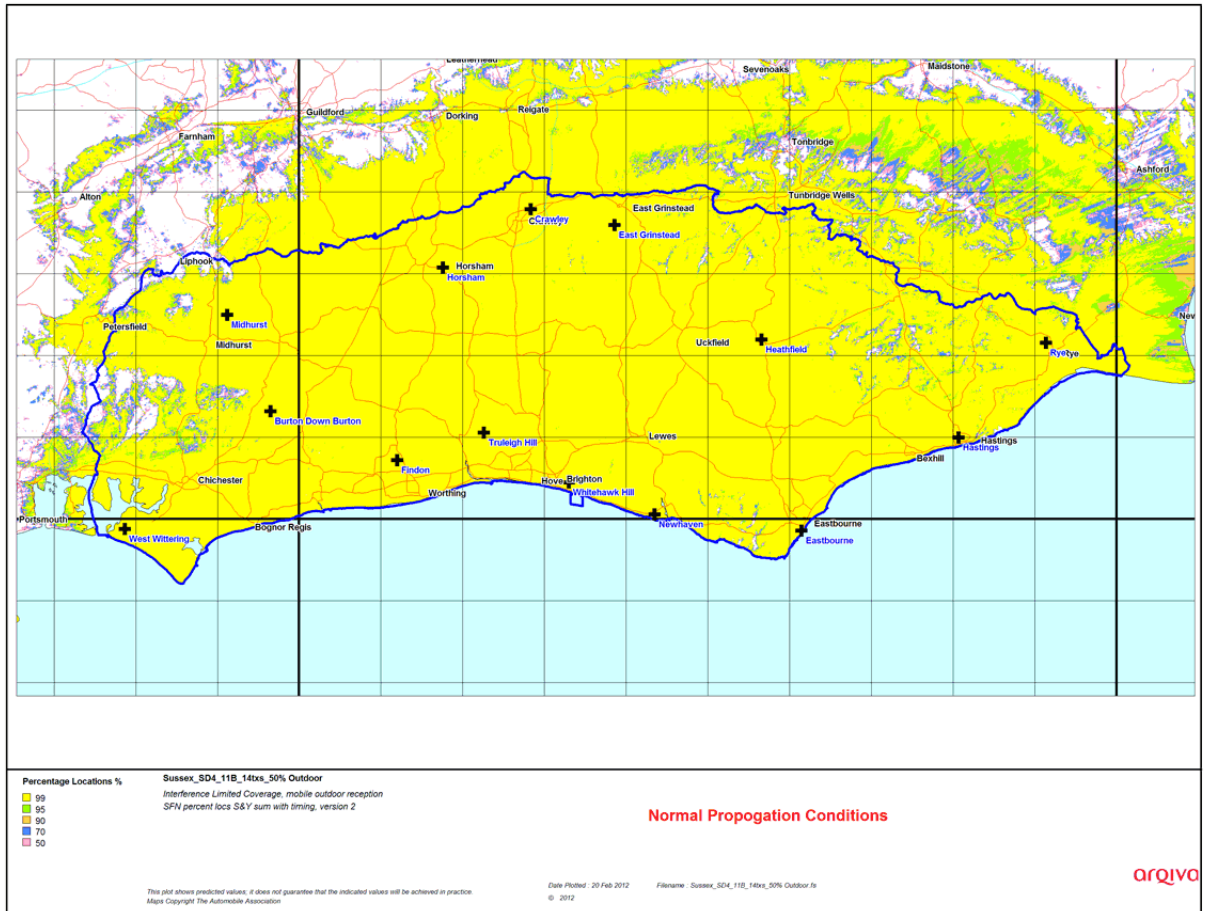 Leatherhead
Sevenoaks
Maidstone
Guildford
Dorking
Reigate
Farnham
Tonbridge
Ashford
Alton
Tunbridge Wells
East Grinstead
Crawley
East Grinstead
Liphook
Horsham
Horsham
Petersfield
Midhurst
Midhurst
Uckfield
Heathfield
Rye
Rye
New
Burton Down Burton
Truleigh Hill
Lewes
Hastings
Hastings
Bexhill
Findon
Chichester
Worthing
Hove
Brighton
Whitehawk Hill
Portsmouth
West Wittering
Bognor Regis
Newhaven
Eastbourne
Eastbourne
Percentage Locations %
99
95
90
70
50
Sussex_SD4_11B_14txs_50% Outdoor
Interference Limited Coverage, mobile outdoor reception
SFN percent locs S&Y sum with timing, version 2
Normal Propogation Conditions
This plot shows predicted values; it does not guarantee that the indicated values will be achieved in practice.
Maps Copyright The Automobile Association
Date Plotted : 20 Feb 2012
© 2012
Filename : Sussex_SD4_11B_14txs_50% Outdoor.fs
arqiva